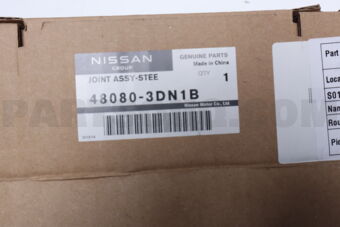 NISSAN
GROUP
GENUINE PARTS
Made in China
JOINT ASSY-STEE
QTY 1
48080-3DN1B
Nissan Motor Co., Ltd.
Part
Loca
S01
Nam
Rou
Pie